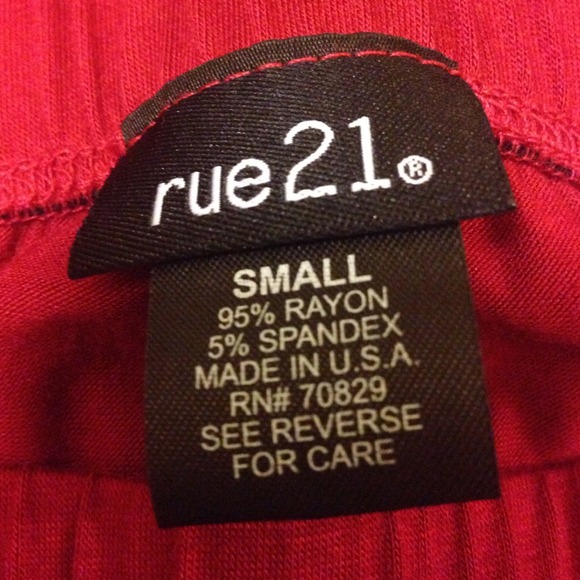 rue21®
SMALL
95% RAYON
5% SPANDEX
MADE IN U.S.A.
RN# 70829
SEE REVERSE
FOR CARE